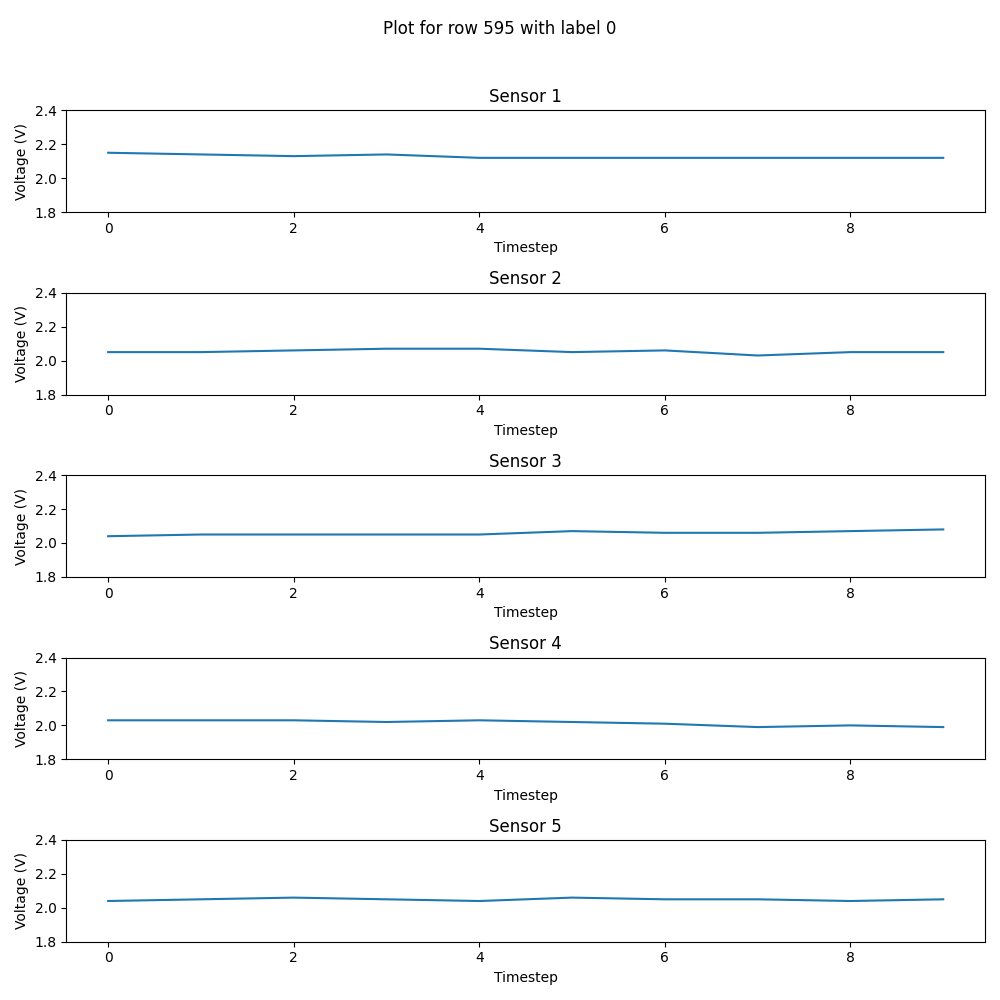 Plot for row 595 with label 0
Sensor 1
2.4
2.2
2.0
1.8
Voltage (V)
0 2 4 6 8
Timestep
Sensor 2
2.4
2.2
2.0
1.8
Voltage (V)
0 2 4 6 8
Timestep
Sensor 3
2.4
2.2
2.0
1.8
Voltage (V)
0 2 4 6 8
Timestep
Sensor 4
2.4
2.2
2.0
1.8
Voltage (V)
0 2 4 6 8
Timestep
Sensor 5
2.4
2.2
2.0
1.8
Voltage (V)
0 2 4 6 8
Timestep